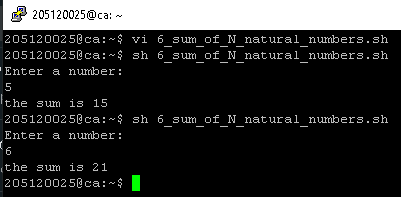 205120025@ca: ~
205120025@ca:~$ vi 6_sum_of_N_natural_numbers.sh
205120025@ca:~$ sh 6_sum_of_N_natural_numbers.sh
Enter a number:
5
the sum is 15
205120025@ca:~$ sh 6_sum_of_N_natural_numbers.sh
Enter a number:
6
the sum is 21
205120025@ca:~$